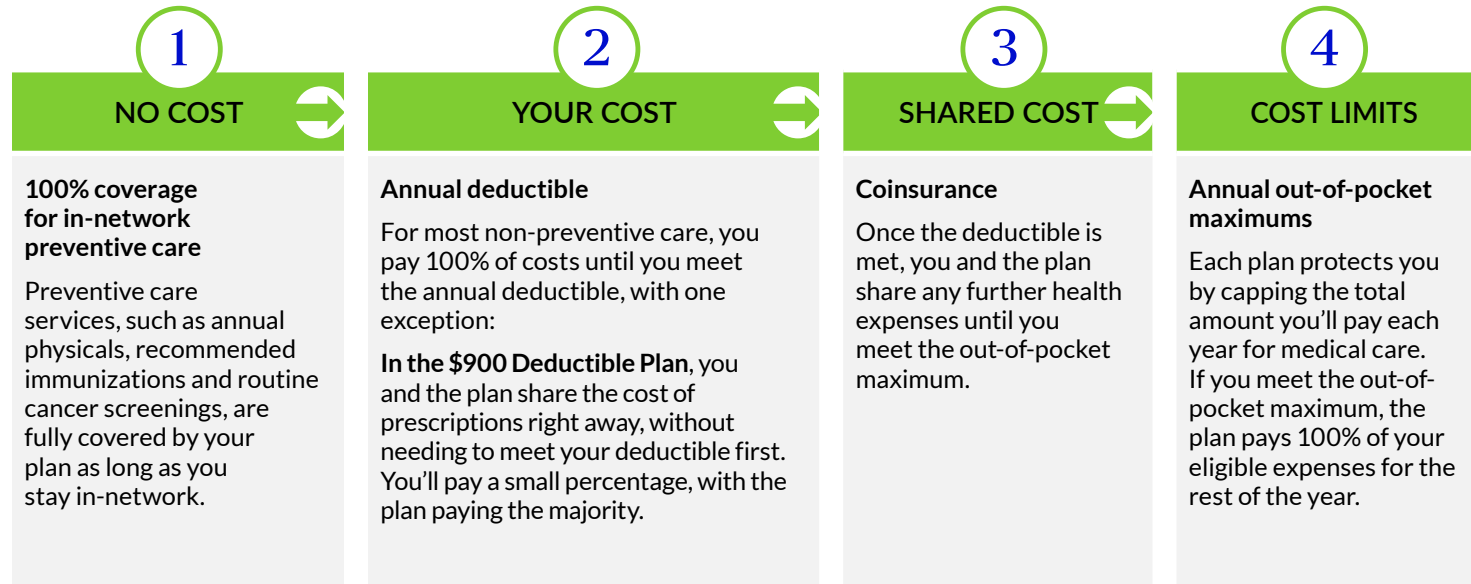 1
NO COST
100% coverage
for in-network
preventive care
Preventive care
services, such as annual
physicals, recommended
immunizations and routine
cancer screenings, are
fully covered by your
plan as long as you
stay in-network.
2
YOUR COST
Annual deductible
For most non-preventive care, you
pay 100% of costs until you meet
the annual deductible, with one
exception:
In the $900 Deductible Plan, you
and the plan share the cost of
prescriptions right away, without
needing to meet your deductible first.
You’ll pay a small percentage, with the
plan paying the majority.
3
SHARED COST
Coinsurance
Once the deductible is
met, you and the plan
share any further health
expenses until you
meet the out-of-pocket
maximum.
4
COST LIMITS
Annual out-of-pocket
maximums
Each plan protects you
by capping the total
amount you’ll pay each
year for medical care.
If you meet the out-of-
pocket maximum, the
plan pays 100% of your
eligible expenses for the
rest of the year.